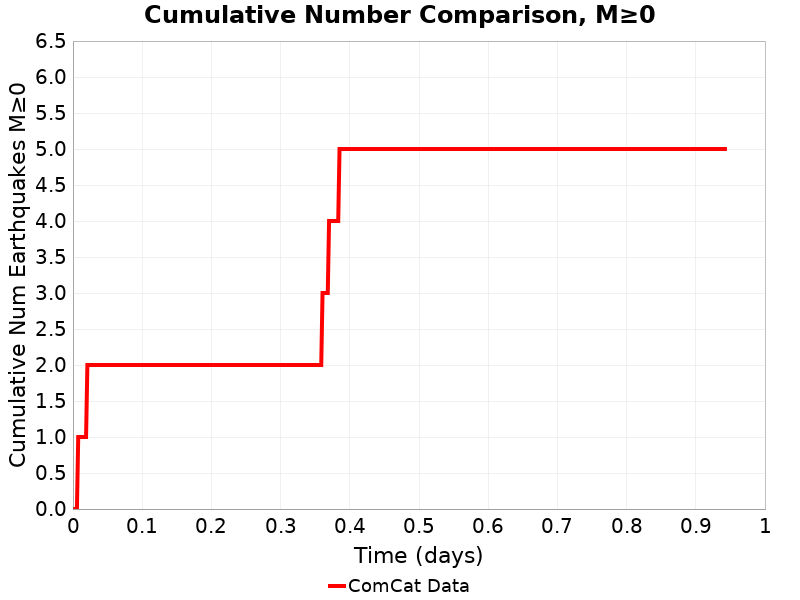 Cumulative Number Comparison, M≥0
Cumulative Num Earthquakes M≥0
6.5
6.0
5.5
5.0
4.5
4.0
3.5
3.0
2.5
2.0
1.5
1.0
0.5
0.0
0 0.1 0.2 0.3 0.4 0.5 0.6 0.7 0.8 0.9 1
Time (days)
ComCat Data